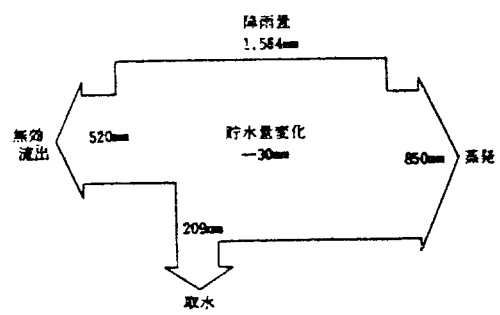 降雨量
1,584mm
無効
流出
520mm
貯水量変化
—30mm
850mm
蒸発
209mm
取水